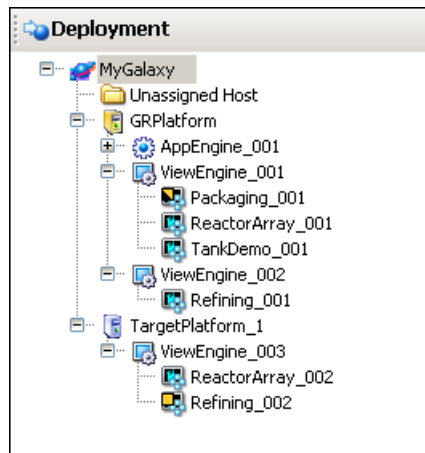 Deployment
MyGalaxy
Unassigned Host
GRPlatform
AppEngine_001
ViewEngine_001
Packaging_001
ReactorArray_001
TankDemo_001
ViewEngine_002
Refining_001
TargetPlatform_1
ViewEngine_003
ReactorArray_002
Refining_002